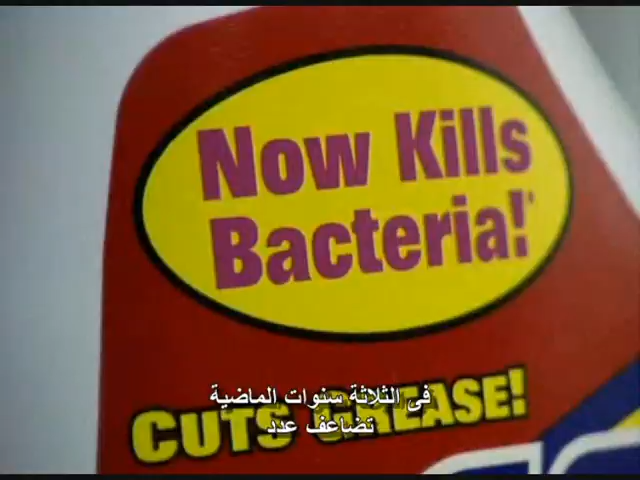 Now Kills
Bacteria!*
CUTS GREASE!
فى الثلاثة سنوات الماضية
تضاعف عدد